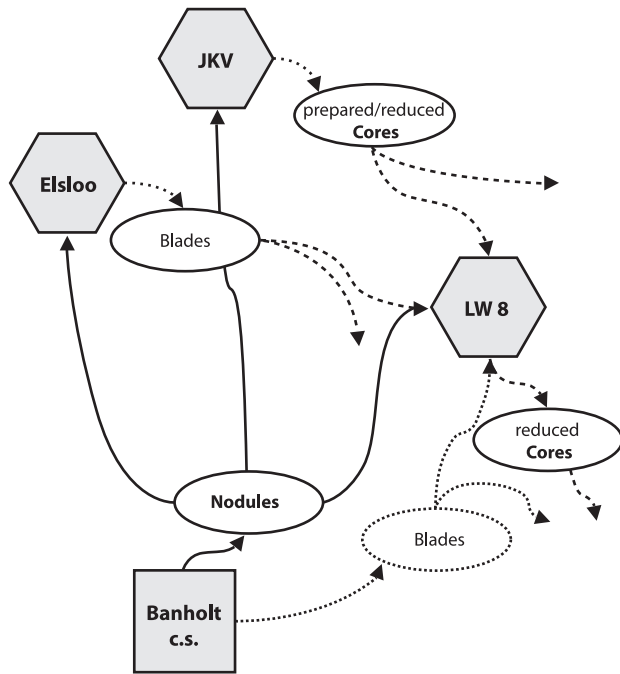 JKV
prepared/reduced
Cores
Elsloo
Blades
LW 8
reduced
Cores
Nodules
Blades
Banholt
c.s.